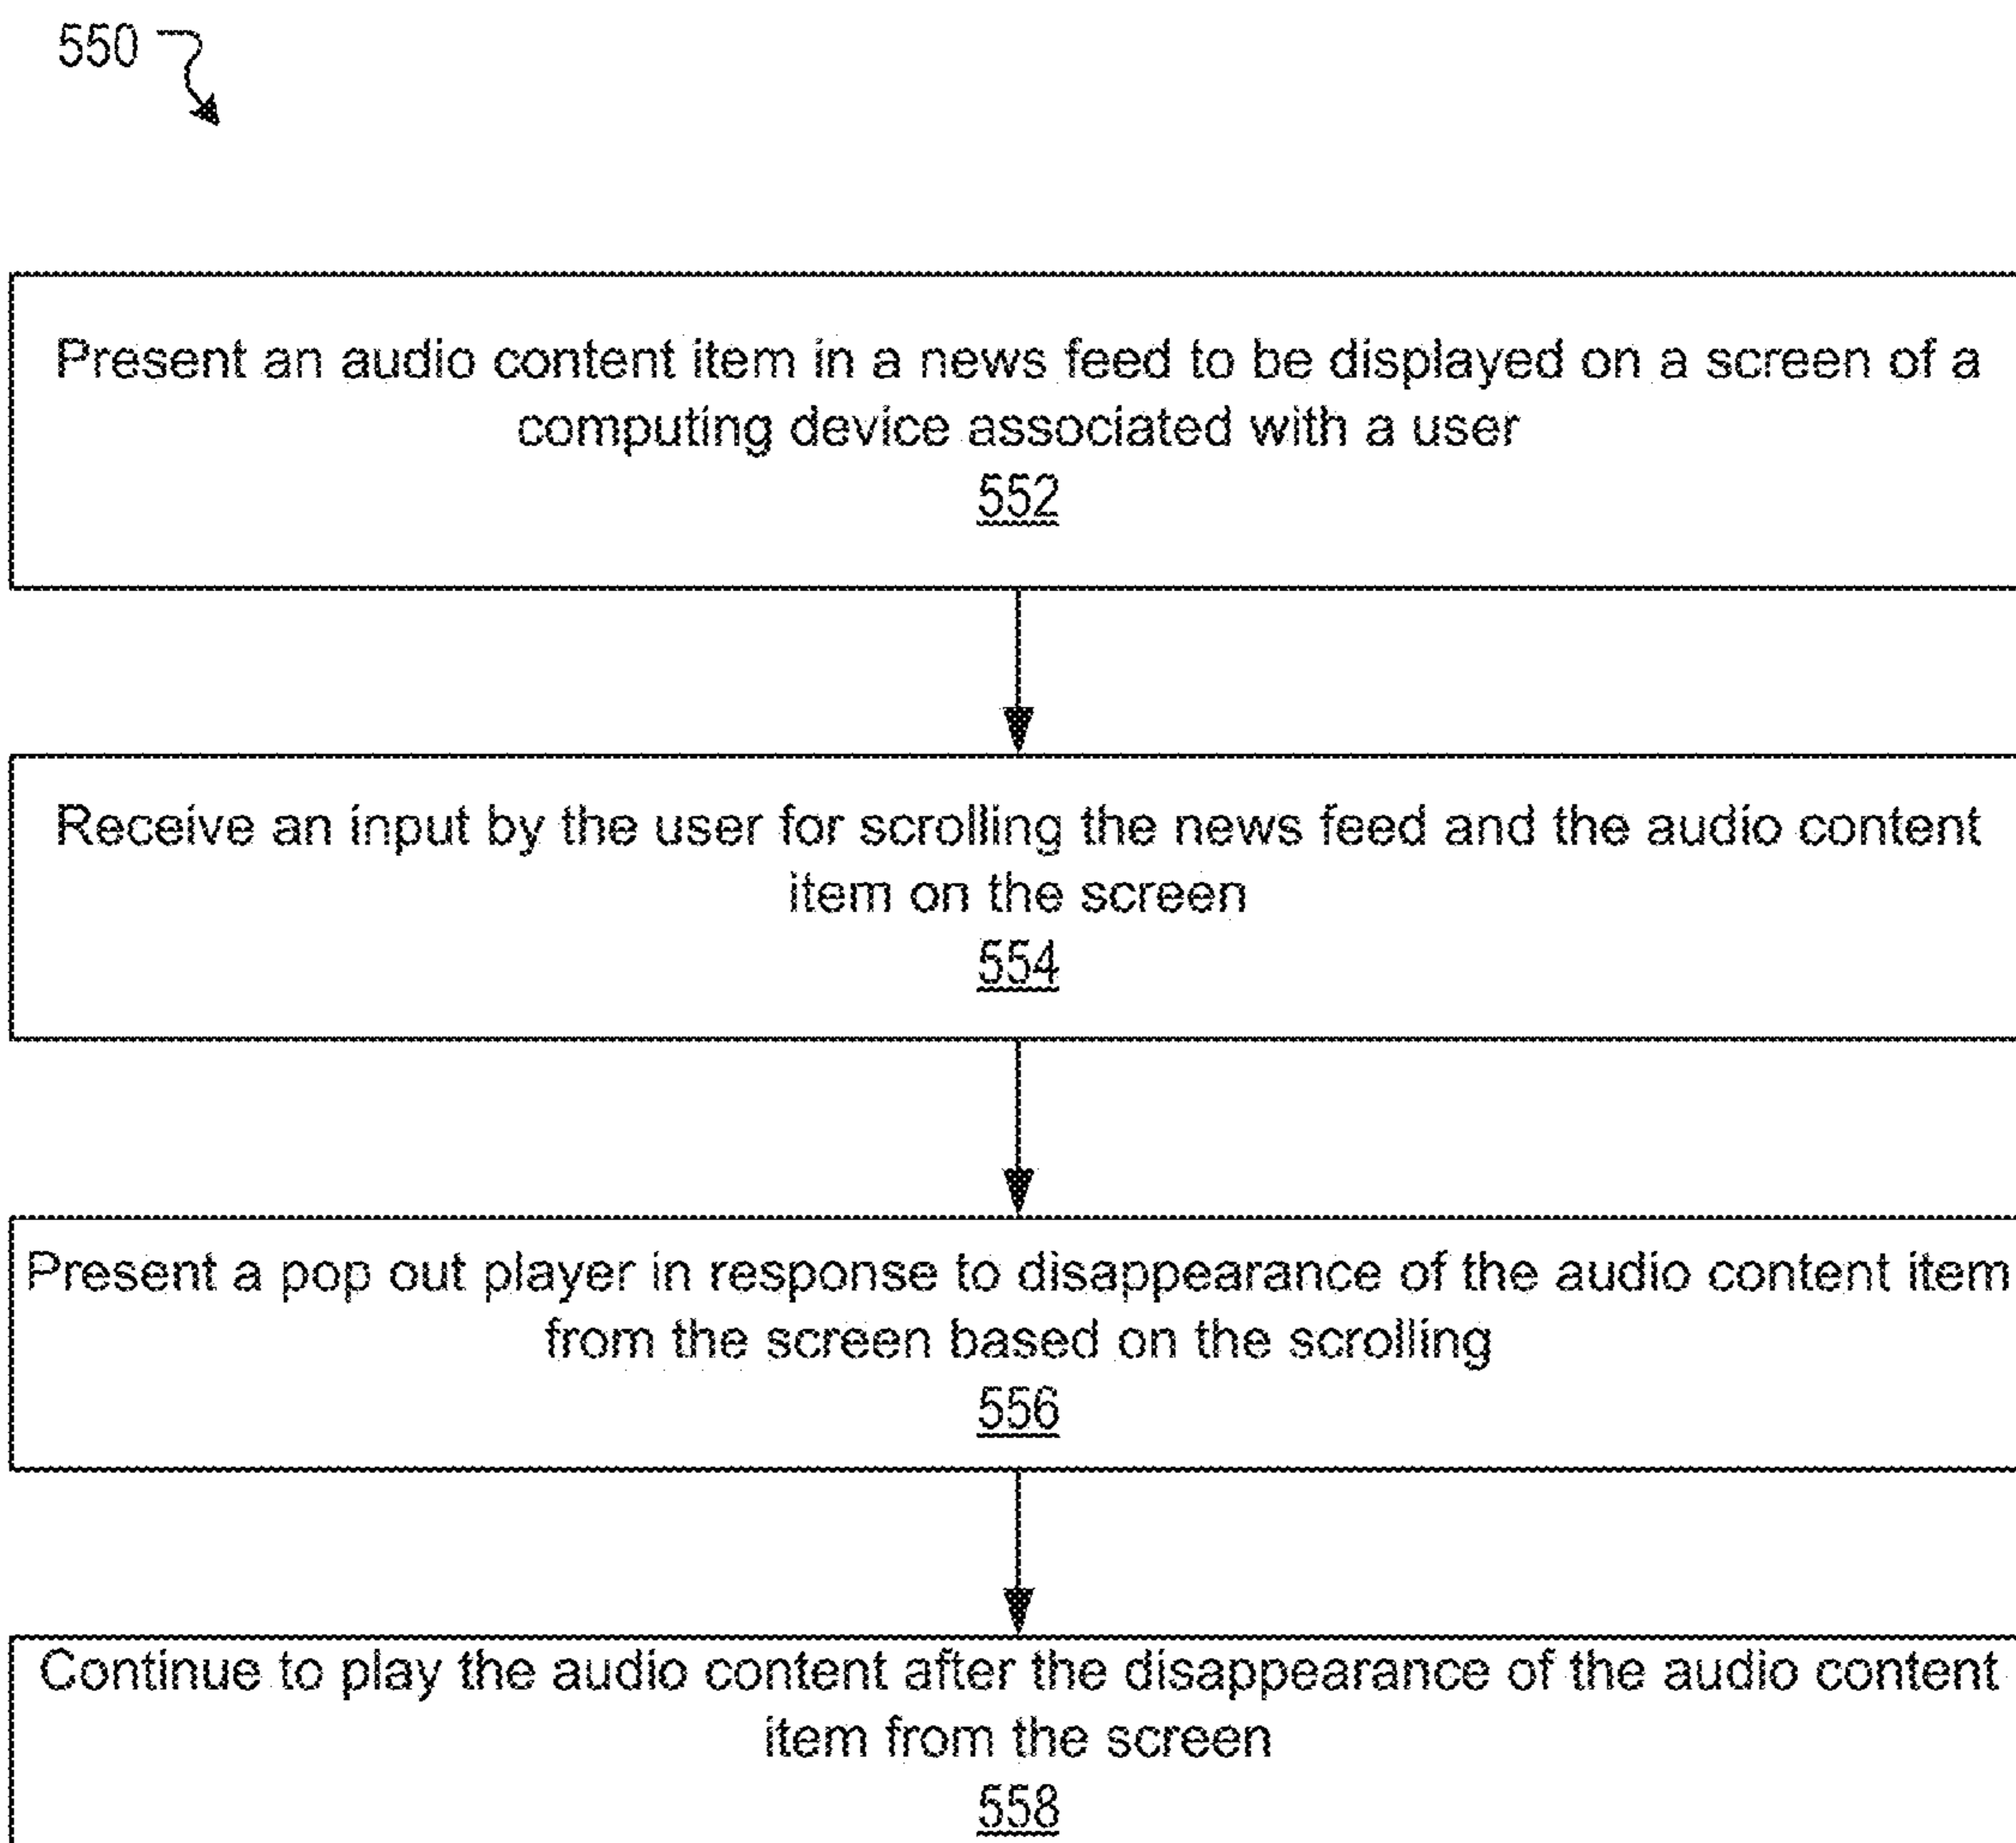 550
Present an audio content item in a news feed to be displayed on a screen of a
computing device associated with a user
552
Receive an input by the user for scrolling the news feed and the audio content
item on the screen
554
Present a pop out player in response to disappearance of the audio content item
from the screen based on the scrolling
556
Continue to play the audio content after the disappearance of the audio content
item from the screen
558